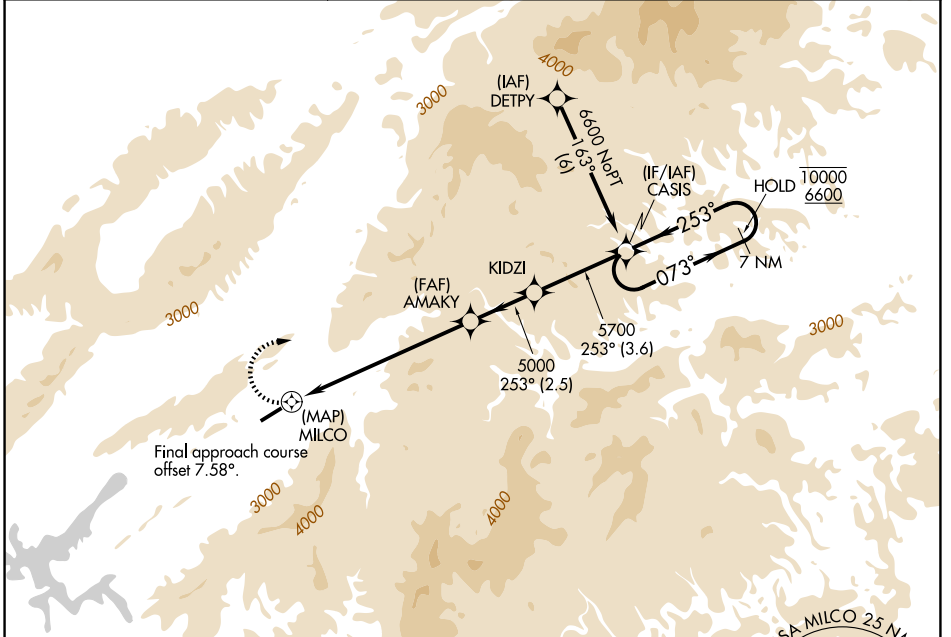 4000
3000
(IAF)
DETPY
6600 NoPT
163°
(6)
(IF/IAF)
CASIS
HOLD
10000
6600
253°
073°
7 NM
KIDZI
(FAF)
AMAKY
3000
3000
5700
253° (3.6)
5000
253° (2.5)
(MAP)
MILCO
Final approach course
offset 7.58°.
3000
4000
4000
MILCO 25